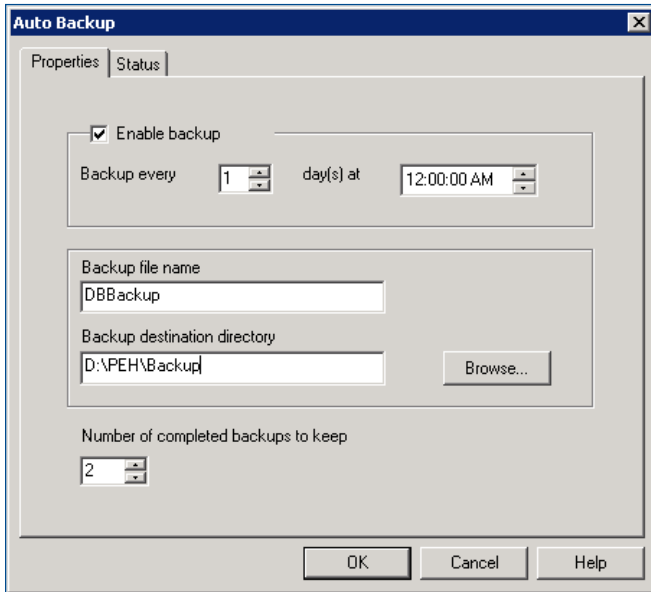 Auto Backup
Properties Status
Enable backup
Backup every 1 day(s) at 12:00:00 AM
Backup file name
DBBackup
Backup destination directory
D:\PEH\Backup Browse...
Number of completed backups to keep
2
OK Cancel Help